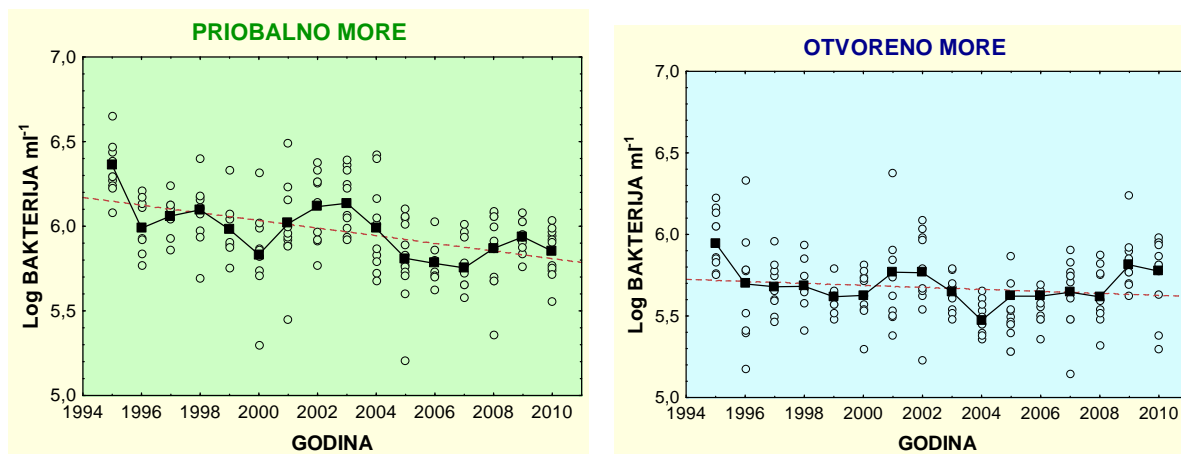 PRIOBALNO MORE
7,0
6,5
6,0
5,5
5,0
Log BAKTERIJA ml-1
1994 1996 1998 2000 2002 2004 2006 2008 2010
GODINA
OTVORENO MORE
7,0
6,5
6,0
5,5
5,0
Log BAKTERIJA ml-1
1994 1996 1998 2000 2002 2004 2006 2008 2010
GODINA